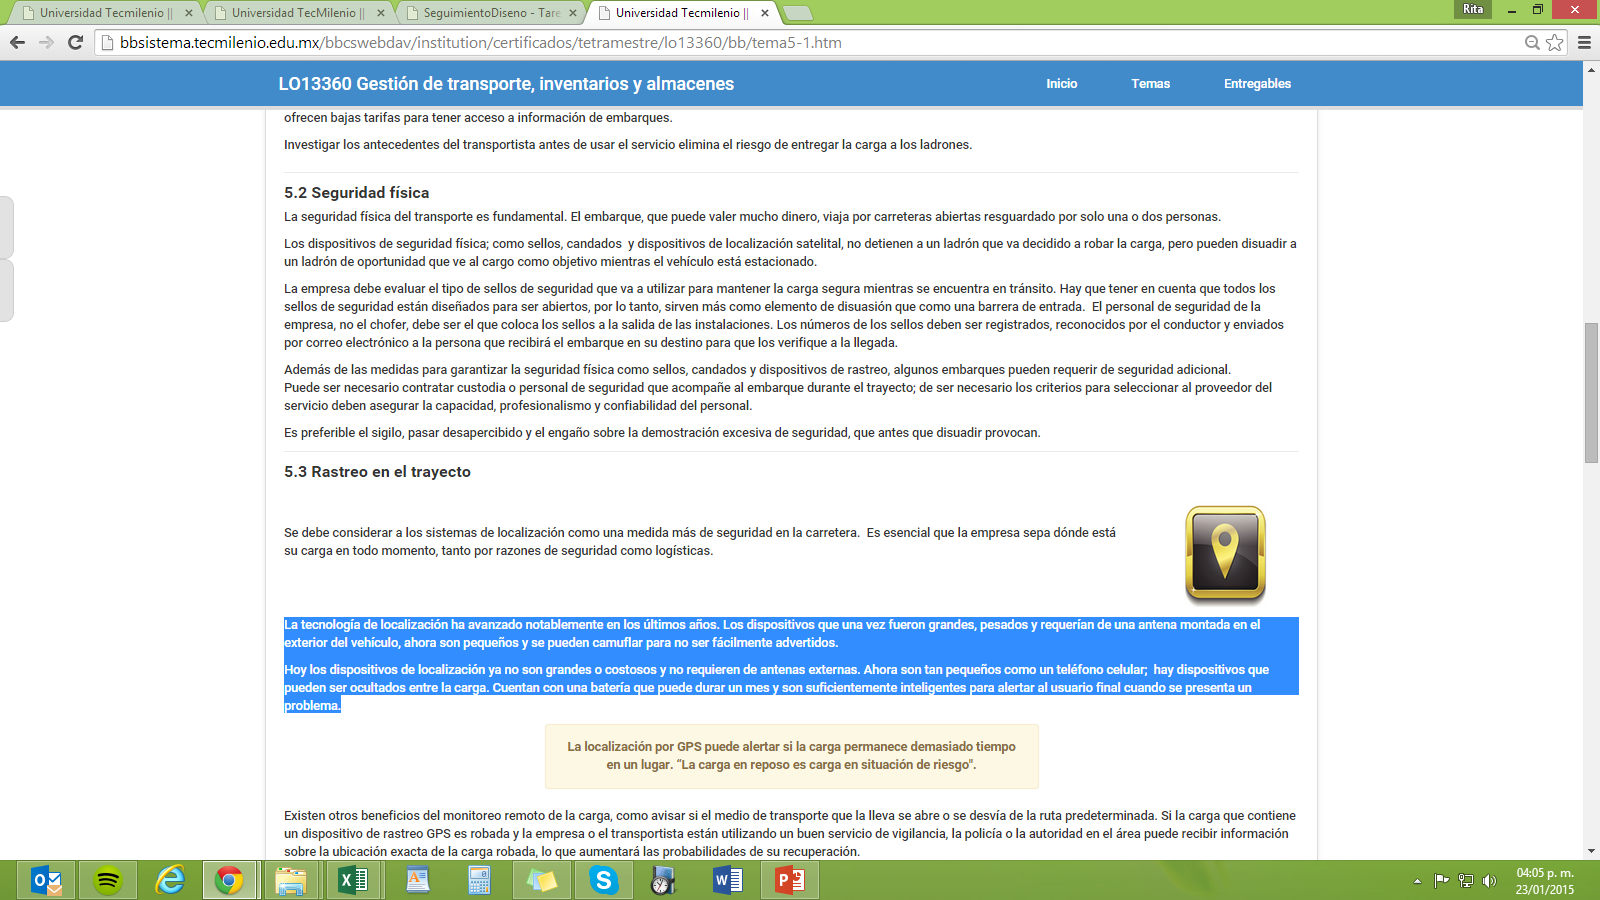 Universidad Tecmilenio ||
Universidad TecMilenio ||
SeguimientoDiseno - Tare
Universidad Tecmilenio ||
Rita
bbsistema.tecmilenio.edu.mx/bbcswebdav/institution/certificados/tetramestre/lo13360/bb/tema5-1.htm
LO13360 Gestión de transporte, inventarios y almacenes
Inicio
Temas
Entregables
ofrecen bajas tarifas para tener acceso a información de embarques.
Investigar los antecedentes del transportista antes de usar el servicio elimina el riesgo de entregar la carga a los ladrones.
5.2 Seguridad física
La seguridad física del transporte es fundamental. El embarque, que puede valer mucho dinero, viaja por carreteras abiertas resguardado por solo una o dos personas.
Los dispositivos de seguridad física; como sellos, candados  y dispositivos de localización satelital, no detienen a un ladrón que va decidido a robar la carga, pero pueden disuadir a
un ladrón de oportunidad que ve al cargo como objetivo mientras el vehículo está estacionado.
La empresa debe evaluar el tipo de sellos de seguridad que va a utilizar para mantener la carga segura mientras se encuentra en tránsito. Hay que tener en cuenta que todos los
sellos de seguridad están diseñados para ser abiertos, por lo tanto, sirven más como elemento de disuasión que como una barrera de entrada.  El personal de seguridad de la
empresa, no el chofer, debe ser el que coloca los sellos a la salida de las instalaciones. Los números de los sellos deben ser registrados, reconocidos por el conductor y enviados
por correo electrónico a la persona que recibirá el embarque en su destino para que los verifique a la llegada.
Además de las medidas para garantizar la seguridad física como sellos, candados y dispositivos de rastreo, algunos embarques pueden requerir de seguridad adicional.
Puede ser necesario contratar custodia o personal de seguridad que acompañe al embarque durante el trayecto; de ser necesario los criterios para seleccionar al proveedor del
servicio deben asegurar la capacidad, profesionalismo y confiabilidad del personal.
Es preferible el sigilo, pasar desapercibido y el engaño sobre la demostración excesiva de seguridad, que antes que disuadir provocan.
5.3 Rastreo en el trayecto
Se debe considerar a los sistemas de localización como una medida más de seguridad en la carretera.  Es esencial que la empresa sepa dónde está
su carga en todo momento, tanto por razones de seguridad como logísticas.
La tecnología de localización ha avanzado notablemente en los últimos años. Los dispositivos que una vez fueron grandes, pesados y requerían de una antena montada en el
exterior del vehículo, ahora son pequeños y se pueden camuflar para no ser fácilmente advertidos.
Hoy los dispositivos de localización ya no son grandes o costosos y no requieren de antenas externas. Ahora son tan pequeños como un teléfono celular;  hay dispositivos que
pueden ser ocultados entre la carga. Cuentan con una batería que puede durar un mes y son suficientemente inteligentes para alertar al usuario final cuando se presenta un
problema.
La localización por GPS puede alertar si la carga permanece demasiado tiempo
en un lugar. “La carga en reposo es carga en situación de riesgo".
Existen otros beneficios del monitoreo remoto de la carga, como avisar si el medio de transporte que la lleva se abre o se desvía de la ruta predeterminada. Si la carga que contiene
un dispositivo de rastreo GPS es robada y la empresa o el transportista están utilizando un buen servicio de vigilancia, la policía o la autoridad en el área puede recibir información
sobre la ubicación exacta de la carga robada, lo que aumentará las probabilidades de su recuperación.
04:05 p. m.
23/01/2015